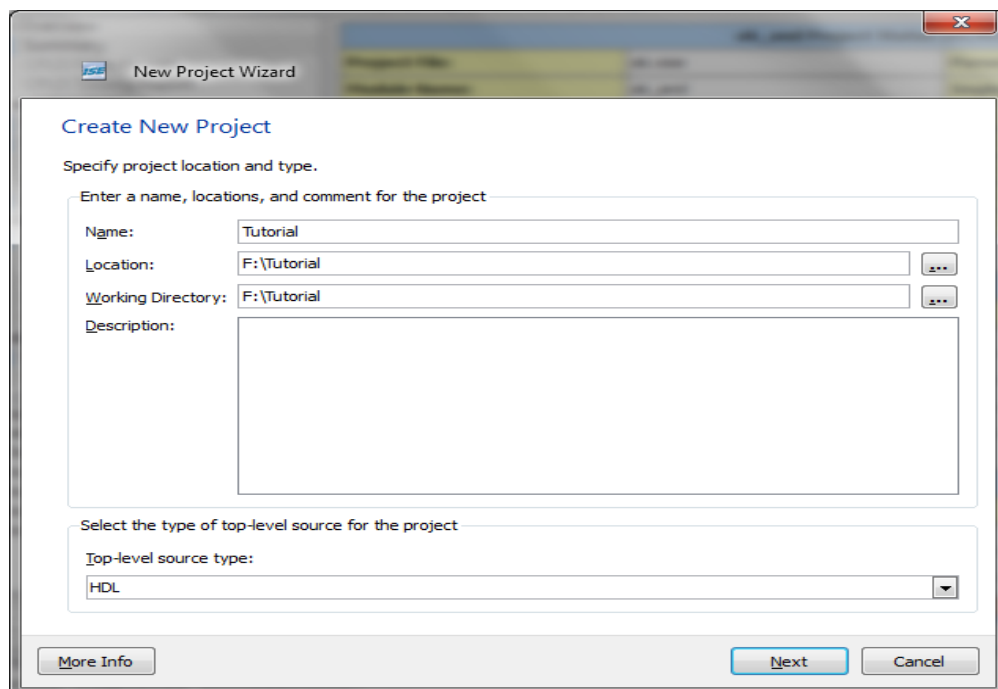 ISE New Project Wizard
Create New Project
Specify project location and type.
Enter a name, locations, and comment for the project
Name: Tutorial
Location: F:\Tutorial ...
Working Directory: F:\Tutorial ...
Description:
Select the type of top-level source for the project
Top-level source type:
HDL
More Info Next Cancel